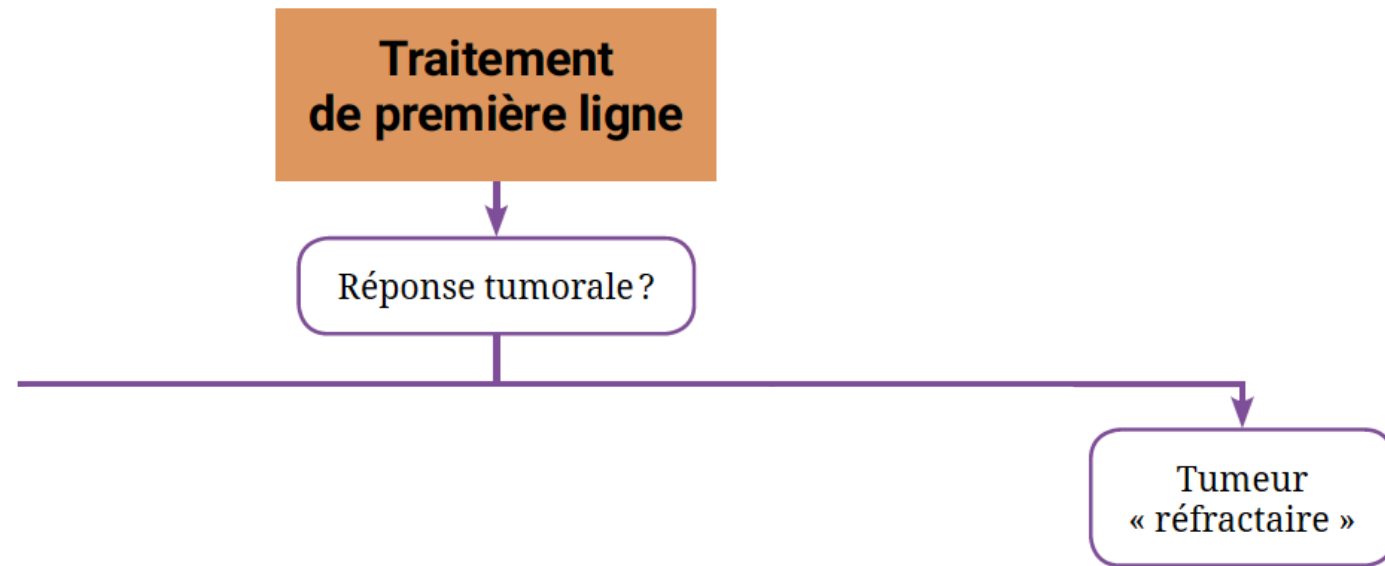 Traitement
de première ligne
Réponse tumorale ?
Tumeur
« réfractaire »